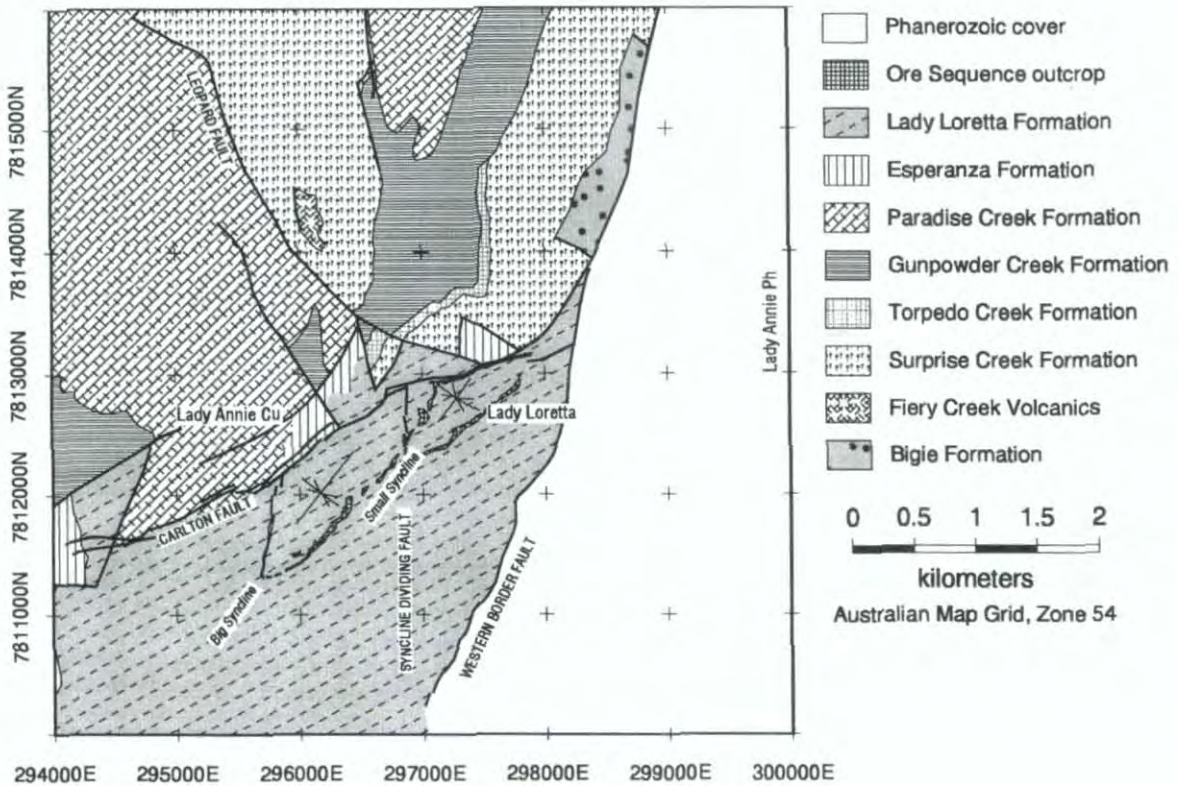 7815000N
7814000N
7813000N
7812000N
7811000N
294000E
295000E
296000E
297000E
298000E
299000E
300000E
LEOPARD FAULT
Lady Annie Cu
Lady Loretta
CARLTON FAULT
Small Syncline
Big Syncline
SYNCLINE DIVIDING FAULT
WESTERN BORDER FAULT
Lady Annie Ph
Phanerozoic cover
Ore Sequence outcrop
Lady Loretta Formation
Esperanza Formation
Paradise Creek Formation
Gunpowder Creek Formation
Torpedo Creek Formation
Surprise Creek Formation
Fiery Creek Volcanics
Bigie Formation
0 0.5 1 1.5 2
kilometers
Australian Map Grid, Zone 54